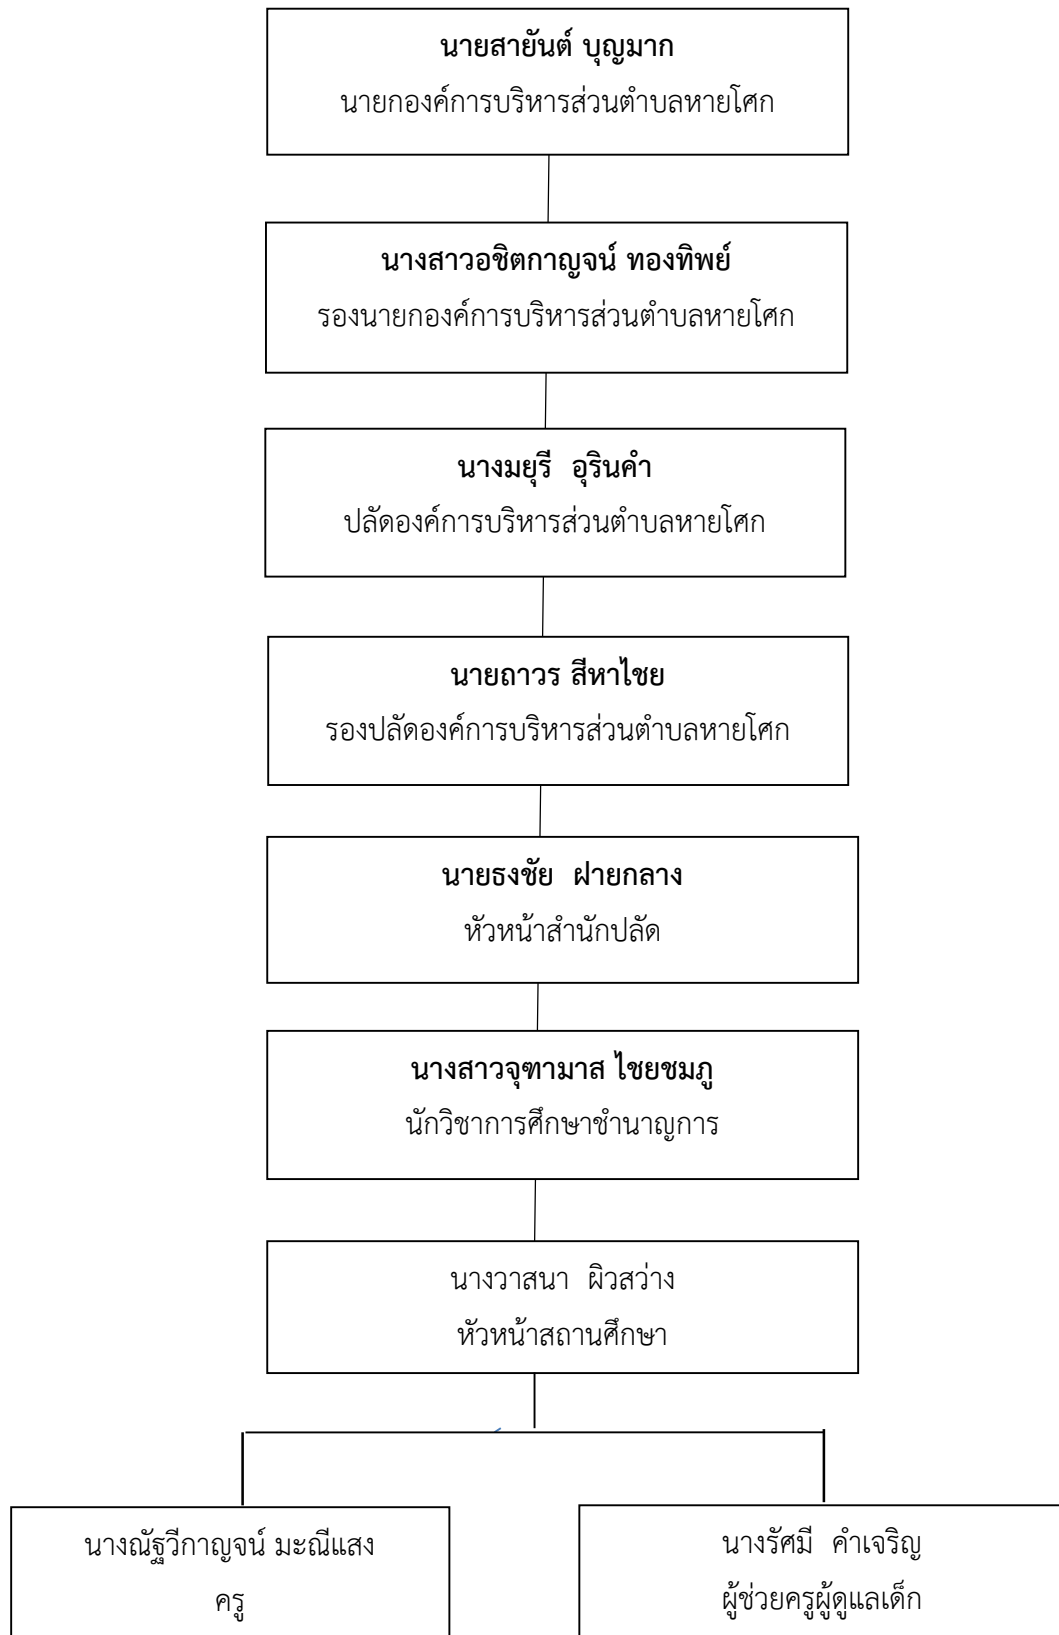 นายสายันต์ บุญมาก
นายกองค์การบริหารส่วนตำบลหายโศก
นางสาวอชิตกาญจน์ ทองทิพย์
รองนายกองค์การบริหารส่วนตำบลหายโศก
นางมยุรี อุรินคำ
ปลัดองค์การบริหารส่วนตำบลหายโศก
นายถาวร สีหาไชย
รองปลัดองค์การบริหารส่วนตำบลหายโศก
นายธงชัย ฝายกลาง
หัวหน้าสำนักปลัด
นางสาวจุฑามาส ไชยชมภู
นักวิชาการศึกษาชำนาญการ
นางวาสนา ผิวสว่าง
หัวหน้าสถานศึกษา
นางณัฐวีกาญจน์ มะณีแสง
ครู
นางรัศมี คำเจริญ
ผู้ช่วยครูผู้ดูแลเด็ก